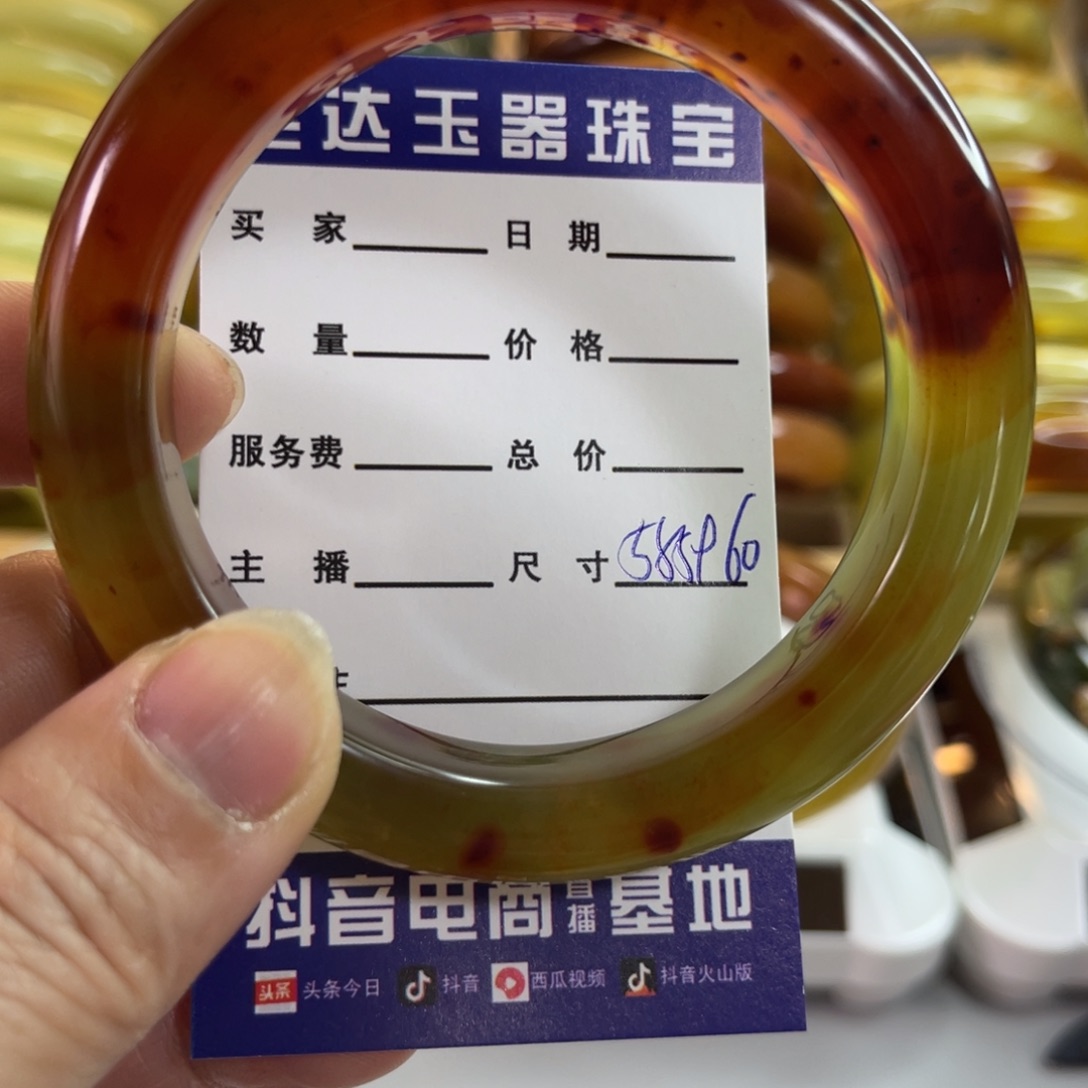 达玉器珠宝
买 家 日 期
数 量 价 格
服务费 总 价
主 播 尺 寸
抖音电商直播基地
头条 头条今日 抖音 西瓜视频 抖音火山版